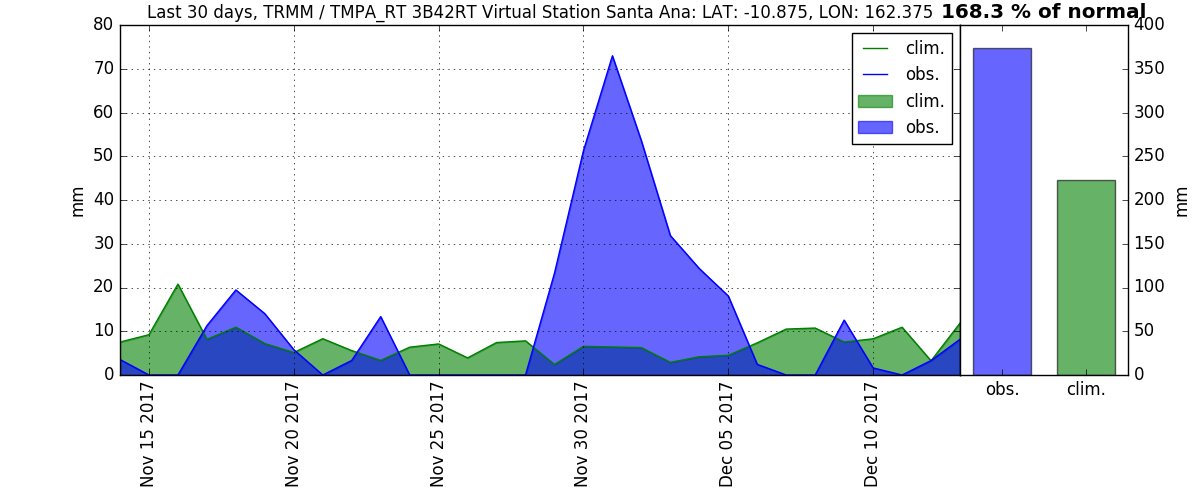 Last 30 days, TRMM / TMPA_RT 3B42RT Virtual Station Santa Ana: LAT: -10.875, LON: 162.375 168.3 % of normal
80
70
60
50
40
30
20
10
0
mm
clim.
obs.
clim.
obs.
400
350
300
250
200
150
100
50
0
mm
obs. clim.
Nov 15 2017
Nov 20 2017
Nov 25 2017
Nov 30 2017
Dec 05 2017
Dec 10 2017